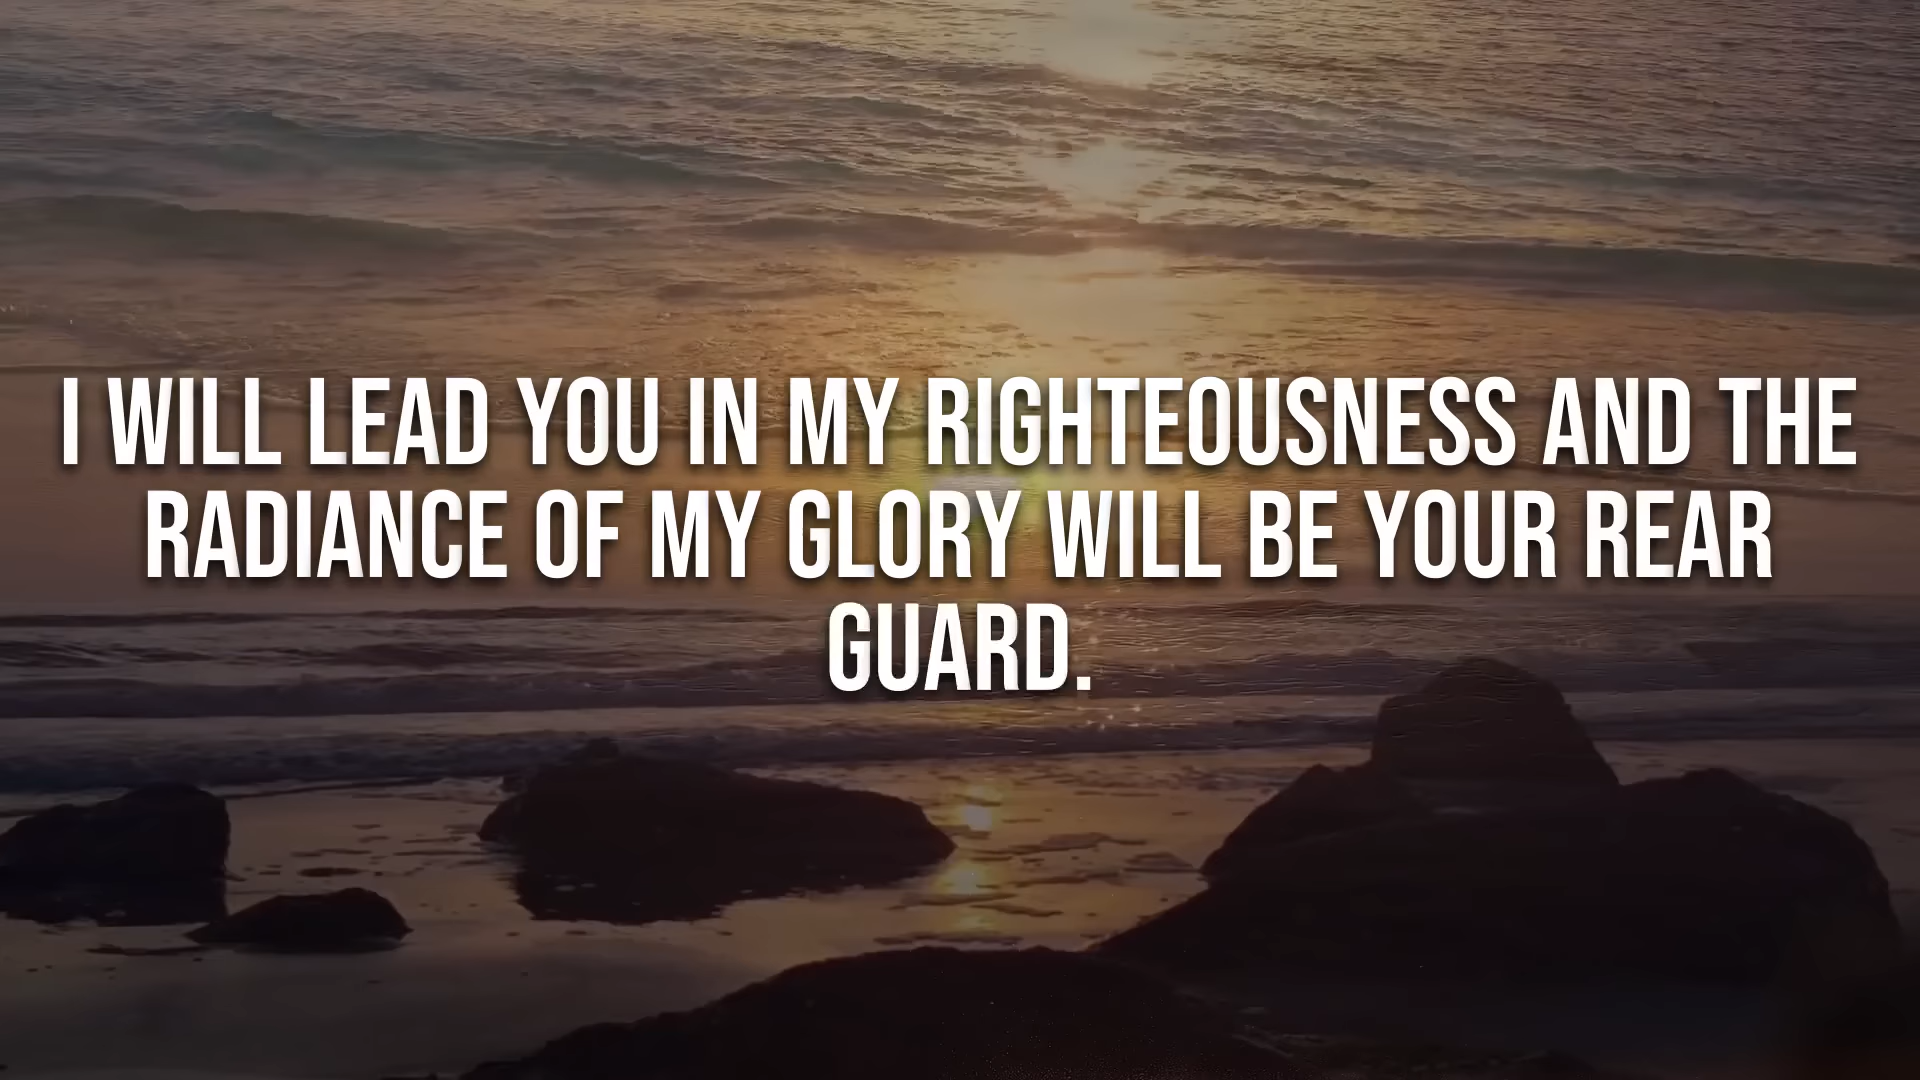 I WILL LEAD YOU IN MY RIGHTEOUSNESS AND THE
RADIANCE OF MY GLORY WILL BE YOUR REAR
GUARD.